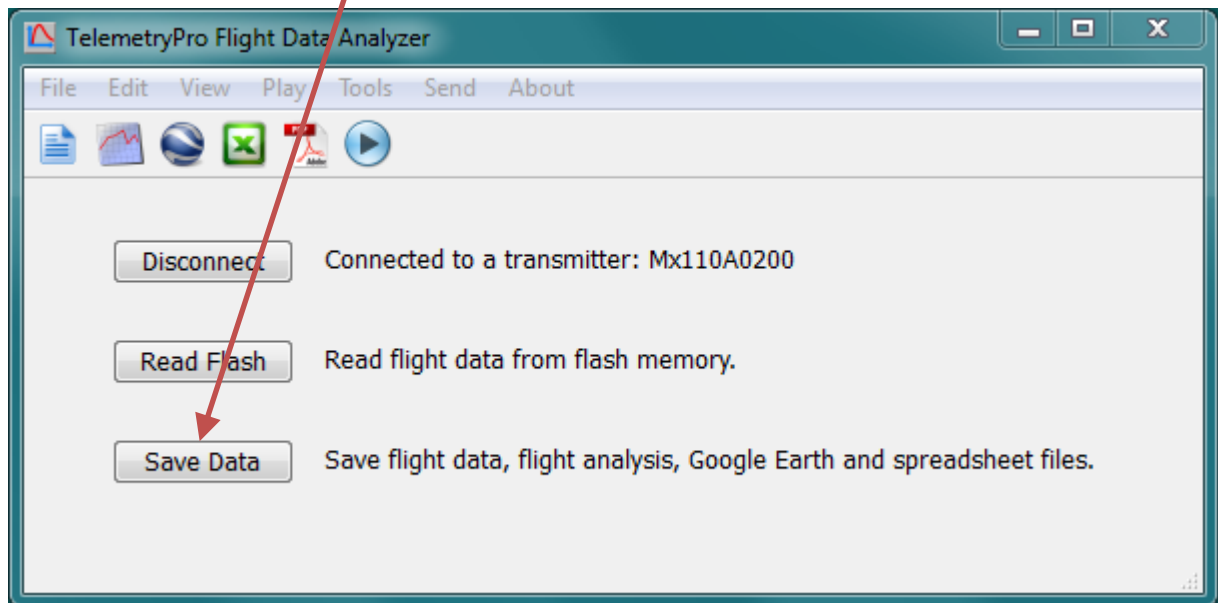 TelemetryPro Flight Data Analyzer
File Edit View Play Tools Send About
Disconnect Connected to a transmitter: Mx110A0200
Read Flash Read flight data from flash memory.
Save Data Save flight data, flight analysis, Google Earth and spreadsheet files.